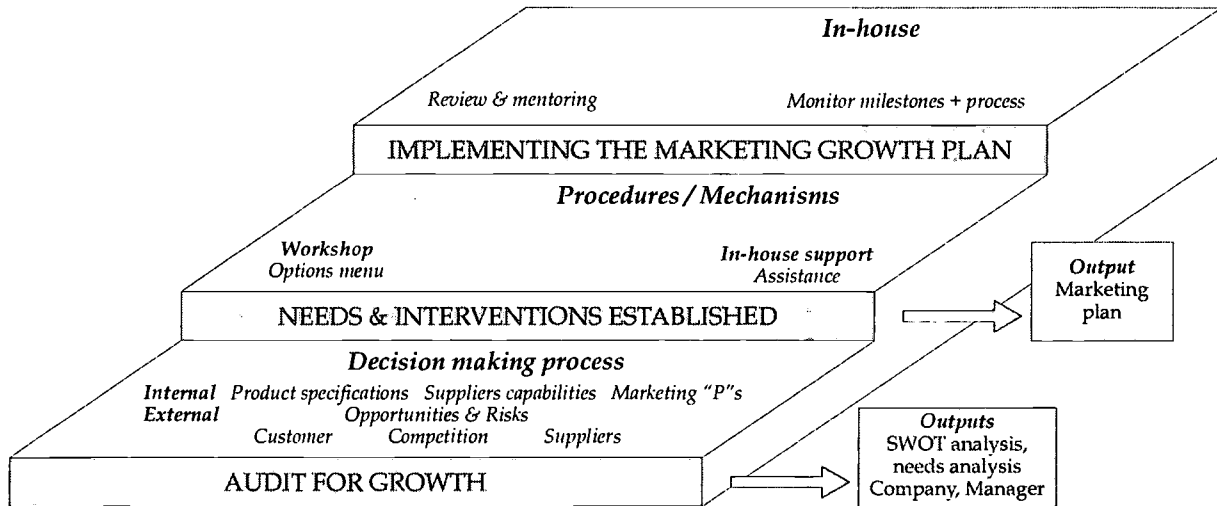 In-house
Review & mentoring Monitor milestones + process
IMPLEMENTING THE MARKETING GROWTH PLAN
Procedures / Mechanisms
Workshop In-house support
Options menu Assistance
NEEDS & INTERVENTIONS ESTABLISHED
Output
Marketing
plan
Decision making process
Internal Product specifications Suppliers capabilities Marketing “P”s
External Opportunities & Risks
Customer Competition Suppliers
AUDIT FOR GROWTH
Outputs
SWOT analysis,
needs analysis
Company, Manager